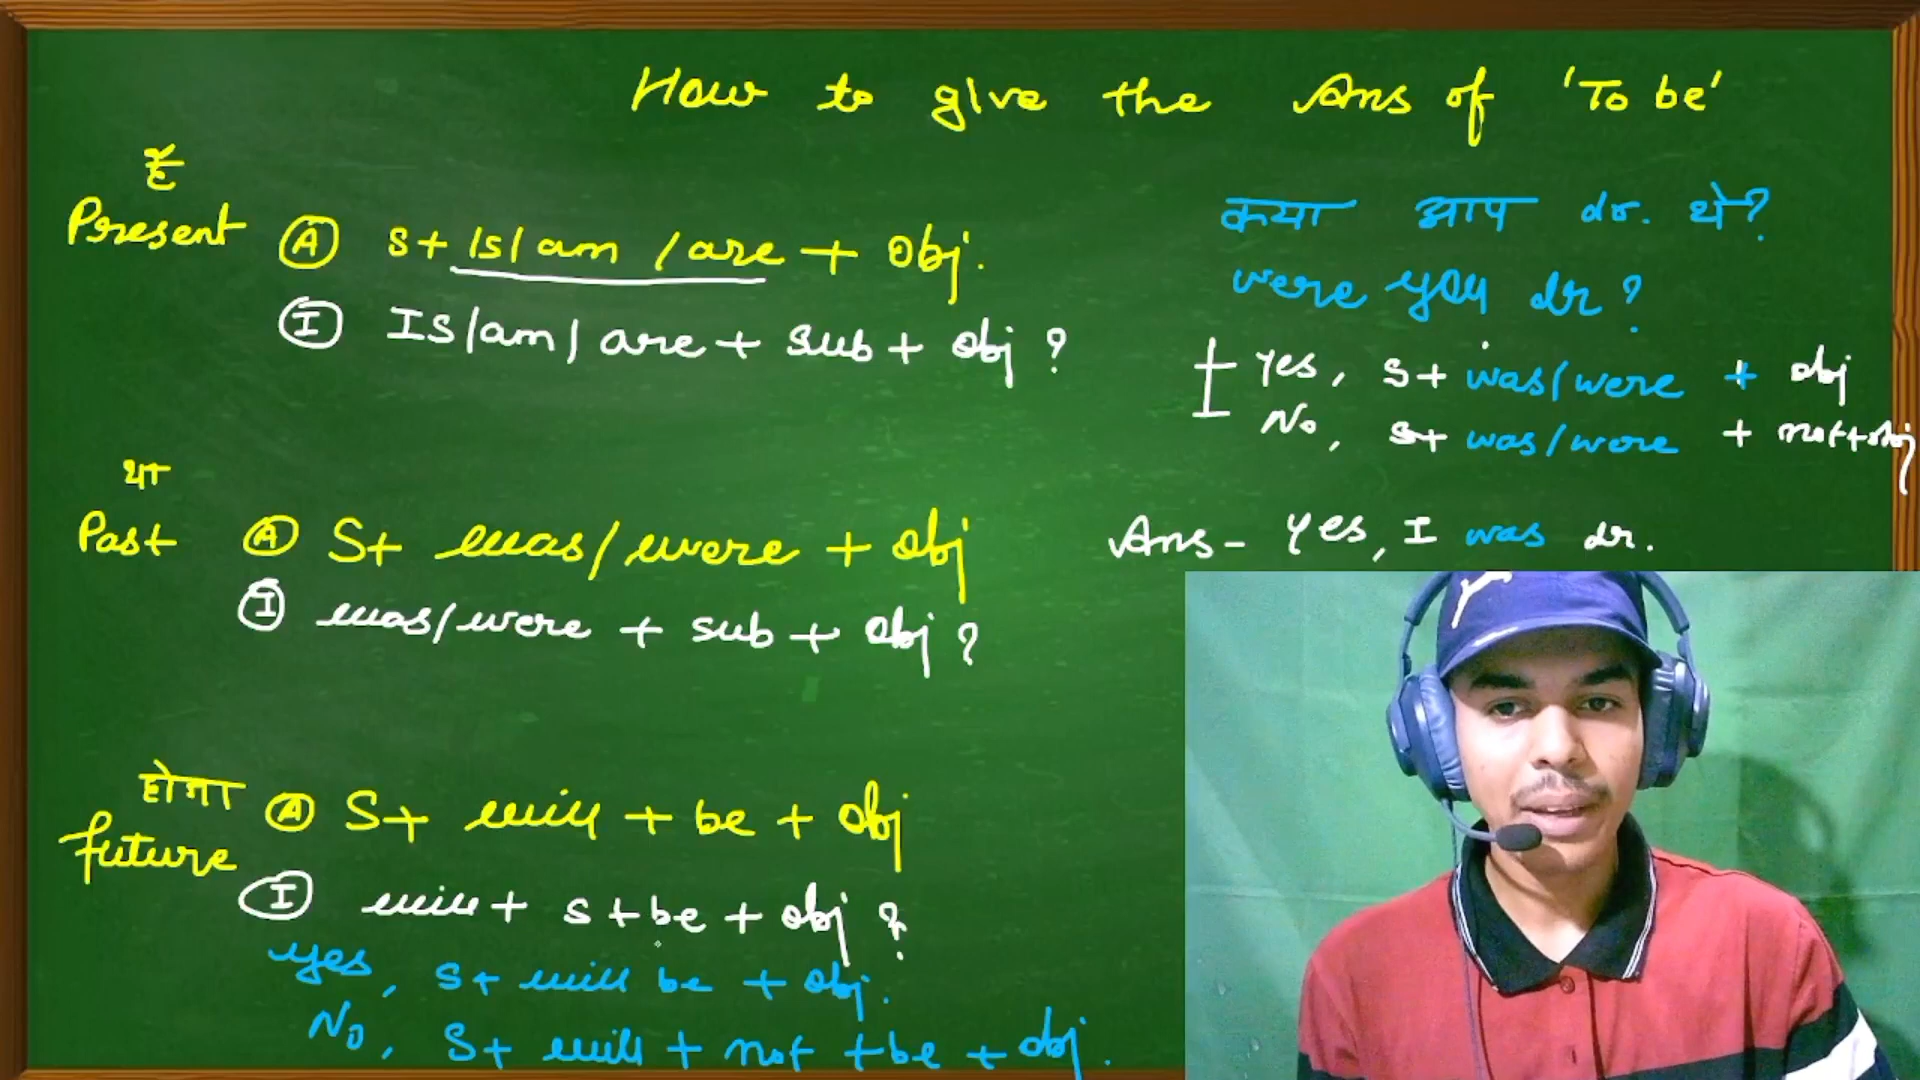 How to give the Ans of 'To be'
है
Present Ⓐ S+ Is/am/are + Obj.
Ⓘ Is/am/are + sub + obj ?
था
Past Ⓐ S+ was/were + obj
Ⓘ was/were + sub + obj ?
होगा
future Ⓐ S+ will + be + Obj
Ⓘ will + s + be + obj ?
yes, s+ will be + obj.
No, S+ will + not + be + obj.
क्या आप dr. थे?
were you dr ?
Yes, S+ was/were + obj
No, s+ was/were + not+obj
Ans- Yes, I was dr.